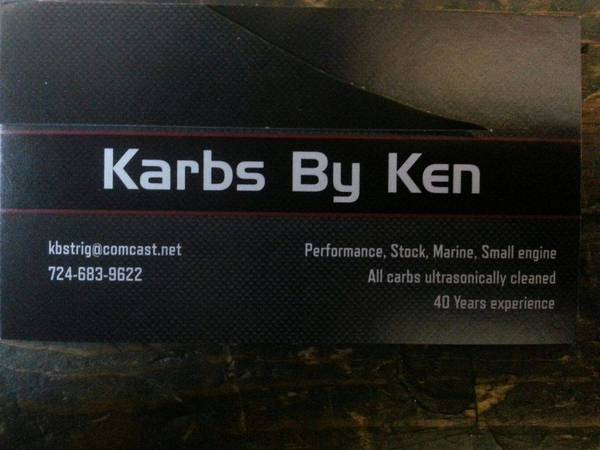 Karbs By Ken
kbstrig@comcast.net
724-683-9622
Performance, Stock, Marine, Small engine
All carbs ultrasonically cleaned
40 Years experience